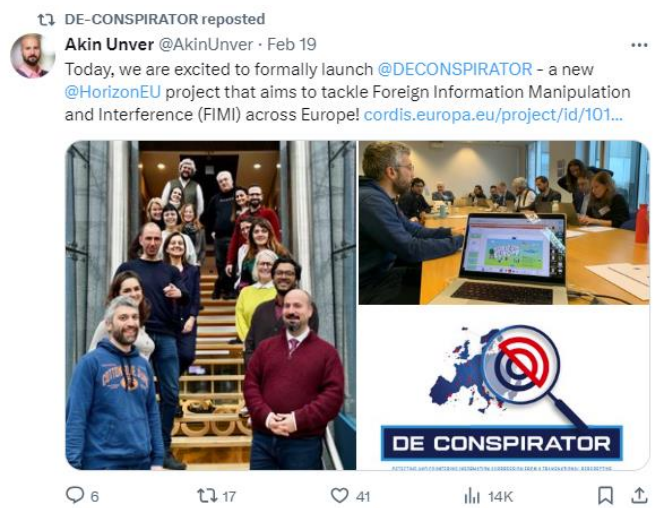 DE-CONSPIRATOR reposted
Akin Unver @AkinUnver · Feb 19
Today, we are excited to formally launch @DECONSPIRATOR - a new
@HorizonEU project that aims to tackle Foreign Information Manipulation
and Interference (FIMI) across Europe! cordis.europa.eu/project/id/101...
DE CONSPIRATOR
6 17 41 14K